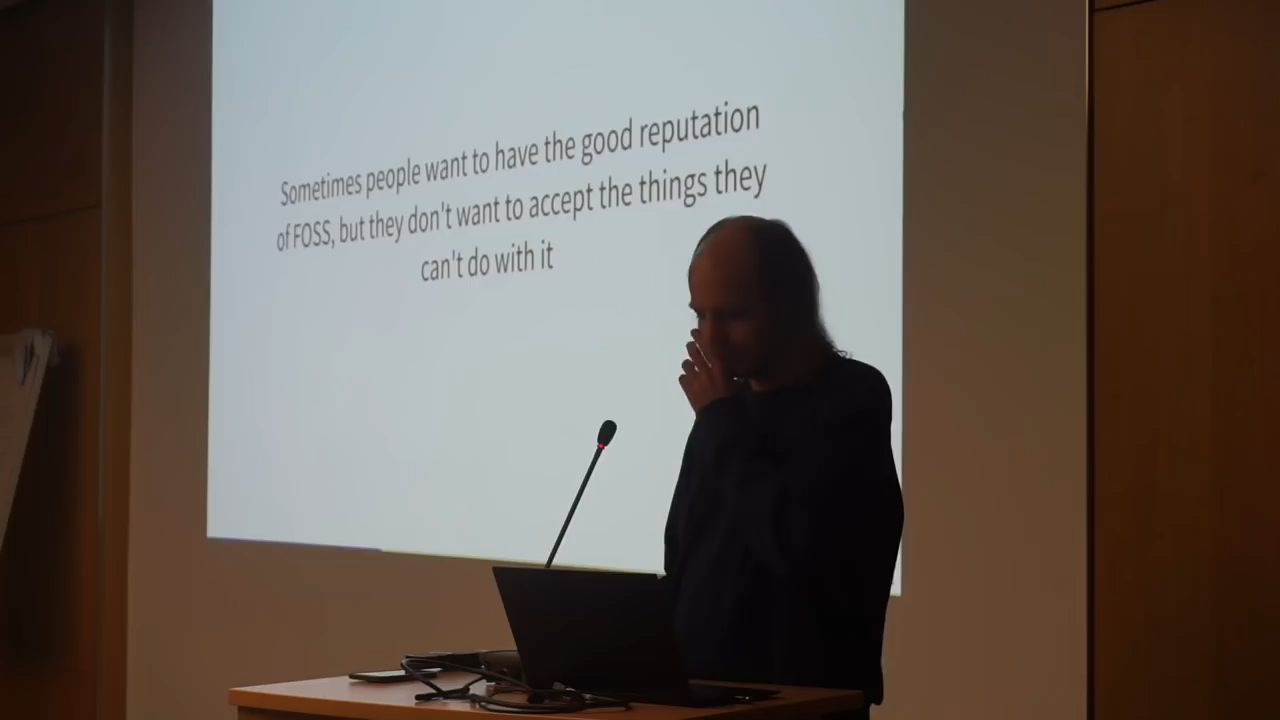 Sometimes people want to have the good reputation
of FOSS, but they don't want to accept the things they
can't do with it